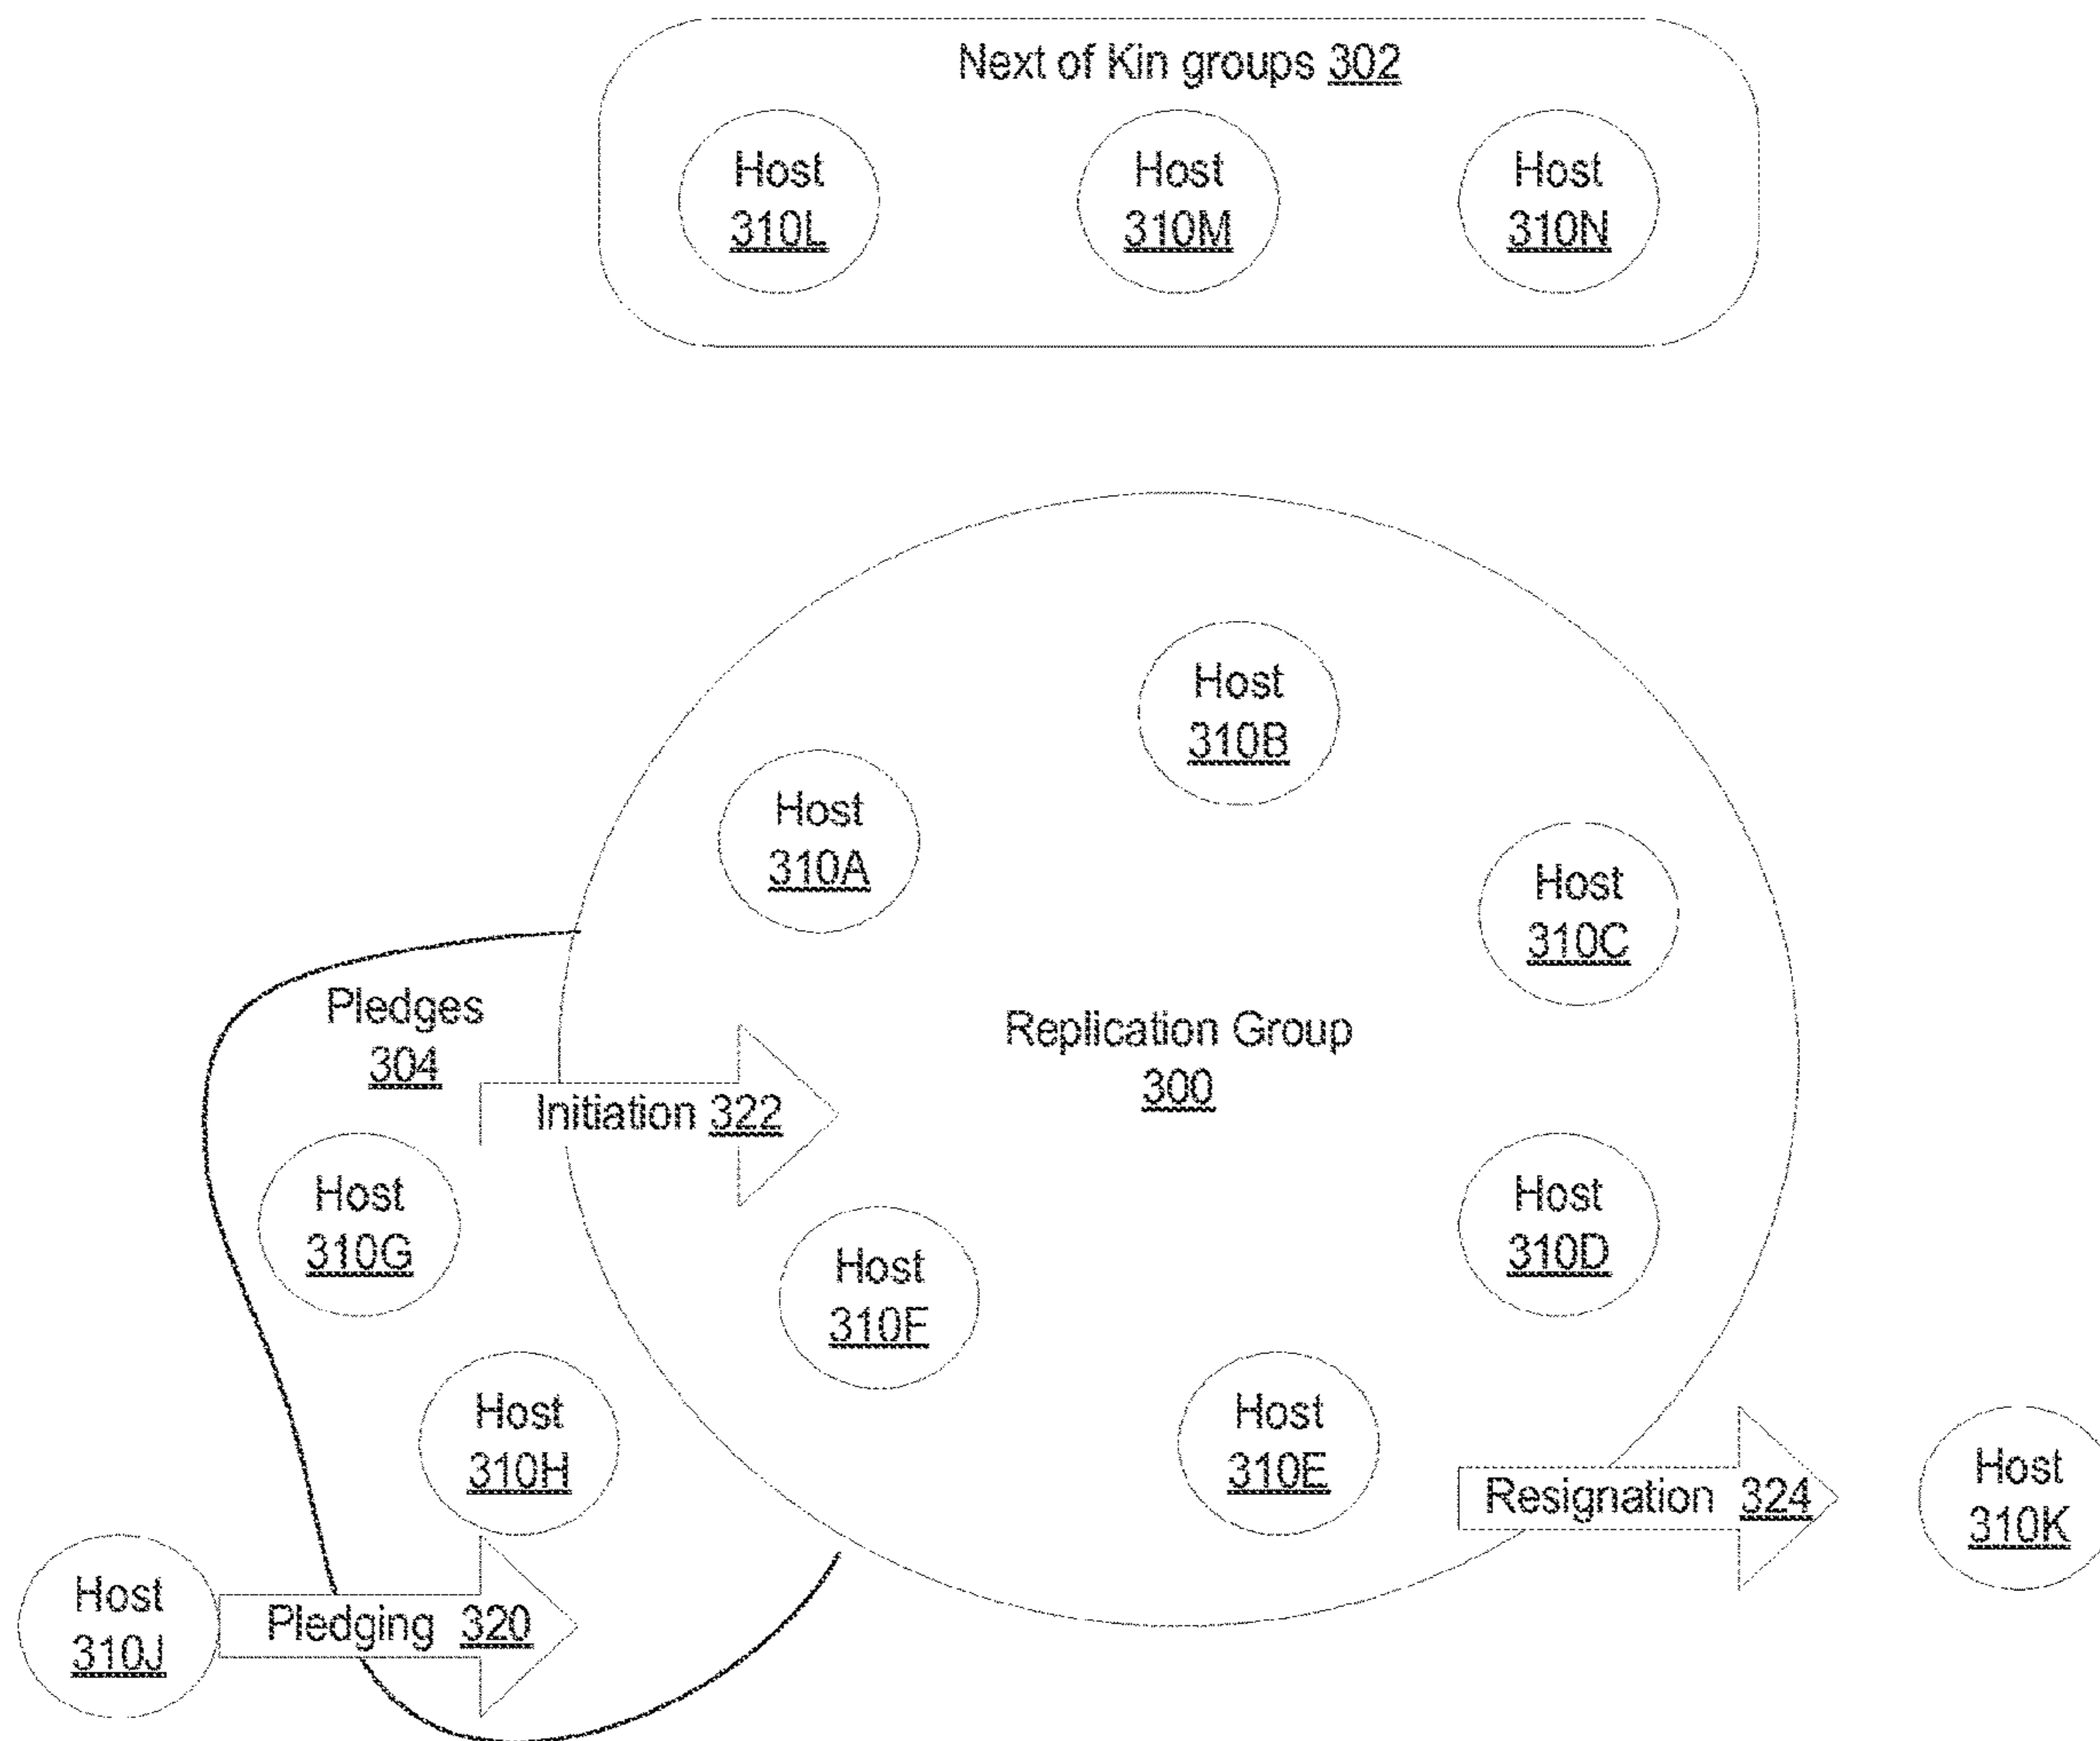 Next of Kin groups 302
Host
310L
Host
310M
Host
310N
Host
310B
Host
310A
Host
310C
Pledges
304
Replication Group
300
Initiation 322
Host
310G
Host
310D
Host
310F
Host
310H
Host
310E
Resignation 324
Host
310K
Host
310J
Pledging 320